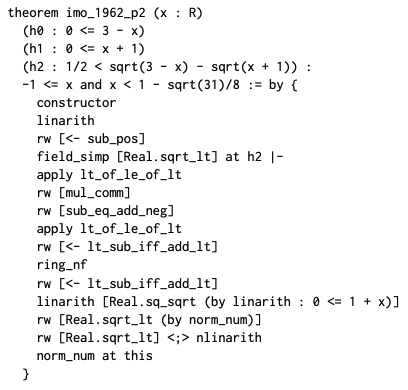 theorem imo_1962_p2 (x : R)
(h0 : 0 <= 3 - x)
(h1 : 0 <= x + 1)
(h2 : 1/2 < sqrt(3 - x) - sqrt(x + 1)) :
-1 <= x and x < 1 - sqrt(31)/8 := by {
constructor
linarith
rw [<- sub_pos]
field_simp [Real.sqrt_lt] at h2 |-
apply lt_of_le_of_lt
rw [mul_comm]
rw [sub_eq_add_neg]
apply lt_of_le_of_lt
rw [<- lt_sub_iff_add_lt]
ring_nf
rw [<- lt_sub_iff_add_lt]
linarith [Real.sq_sqrt (by linarith : 0 <= 1 + x)]
rw [Real.sqrt_lt (by norm_num)]
rw [Real.sqrt_lt] <;> nlinarith
norm_num at this
}